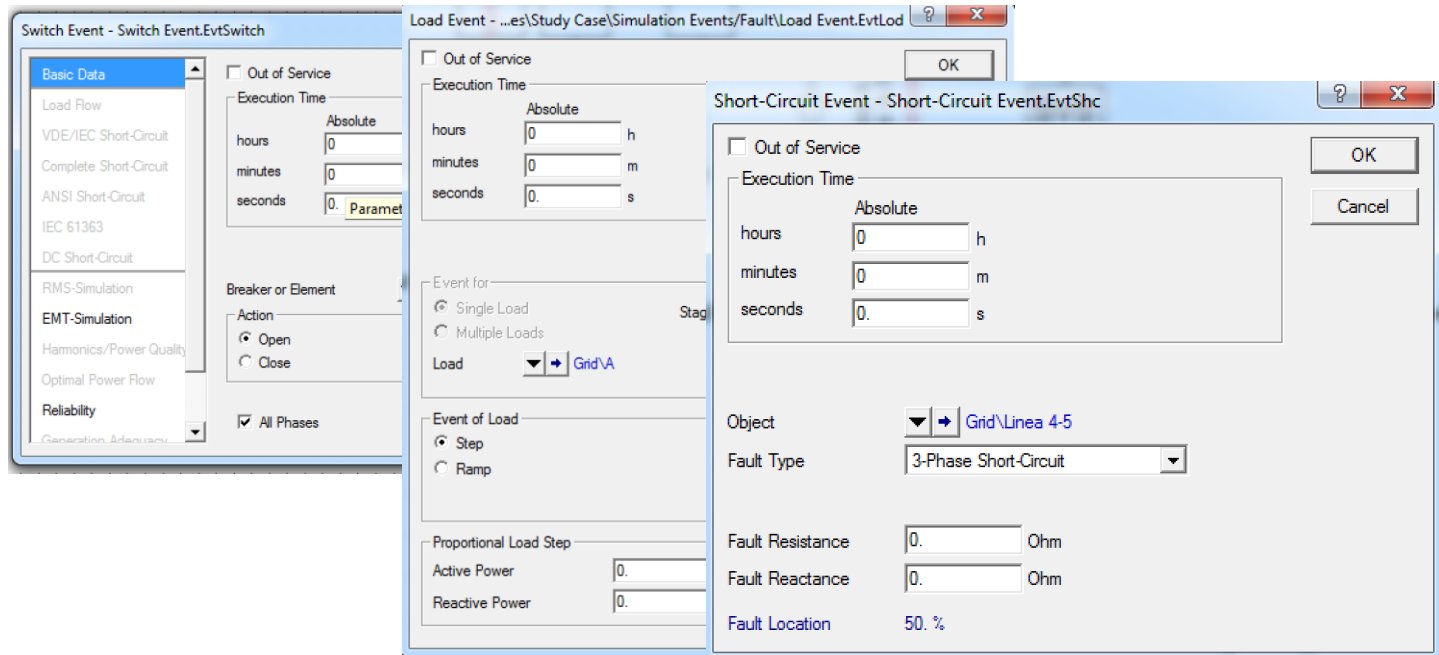 Switch Event - Switch Event.EvtSwitch
Basic Data
Load Flow
VDE/IEC Short-Circuit
Complete Short-Circuit
ANSI Short-Circuit
IEC 61363
DC Short-Circuit
RMS-Simulation
EMT-Simulation
Harmonics/Power Quality
Optimal Power Flow
Reliability
Generation Adequacy
Out of Service
Execution Time
Absolute
hours 0
minutes 0
seconds 0.
Paramet
Breaker or Element
Action
Open
Close
All Phases
Load Event - ...es\Study Case\Simulation Events/Fault\Load Event.EvtLod
Out of Service
OK
Execution Time
Absolute
hours 0 h
minutes 0 m
seconds 0. s
Event for
Single Load
Stag
Multiple Loads
Load Grid\A
Event of Load
Step
Ramp
Proportional Load Step
Active Power 0.
Reactive Power 0.
Short-Circuit Event - Short-Circuit Event.EvtShc
Out of Service
OK
Cancel
Execution Time
Absolute
hours 0 h
minutes 0 m
seconds 0. s
Object Grid\Linea 4-5
Fault Type 3-Phase Short-Circuit
Fault Resistance 0. Ohm
Fault Reactance 0. Ohm
Fault Location 50. %